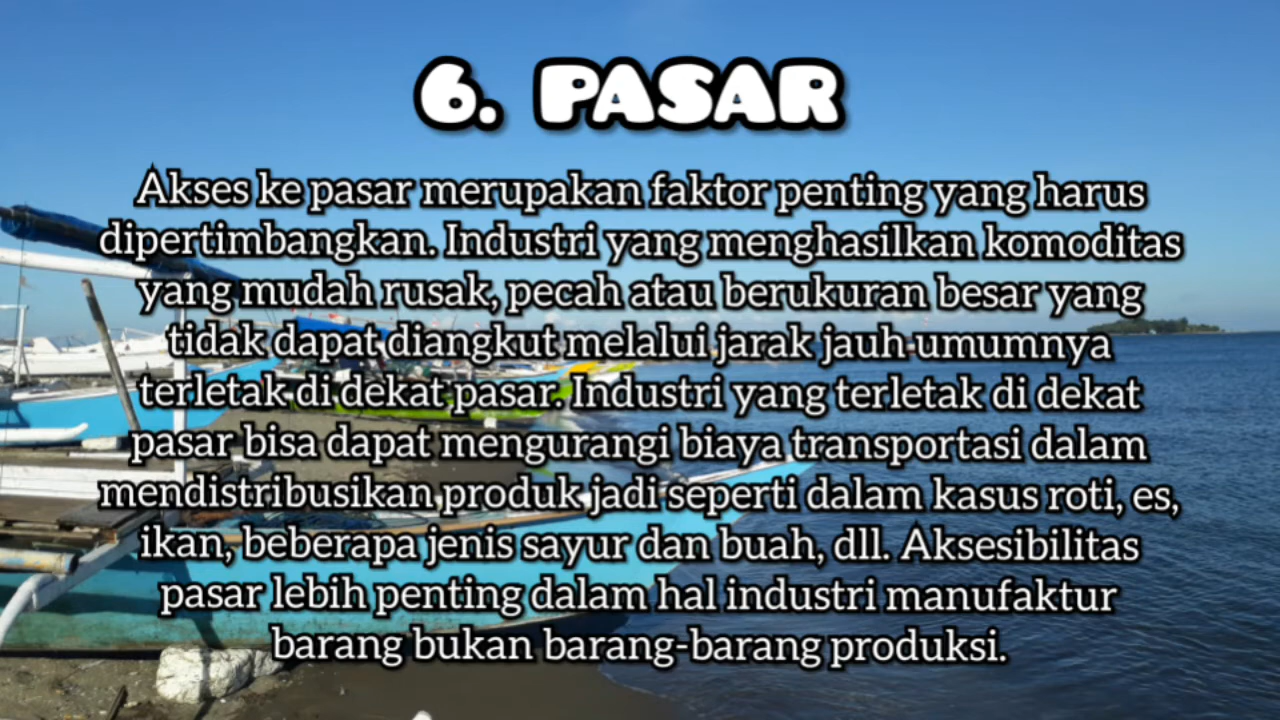 6. PASAR
Akses ke pasar merupakan faktor penting yang harus
dipertimbangkan. Industri yang menghasilkan komoditas
yang mudah rusak, pecah atau berukuran besar yang
tidak dapat diangkut melalui jarak jauh umumnya
terletak di dekat pasar. Industri yang terletak di dekat
pasar bisa dapat mengurangi biaya transportasi dalam
mendistribusikan produk jadi seperti dalam kasus roti, es,
ikan, beberapa jenis sayur dan buah, dll. Aksesibilitas
pasar lebih penting dalam hal industri manufaktur
barang bukan barang-barang produksi.